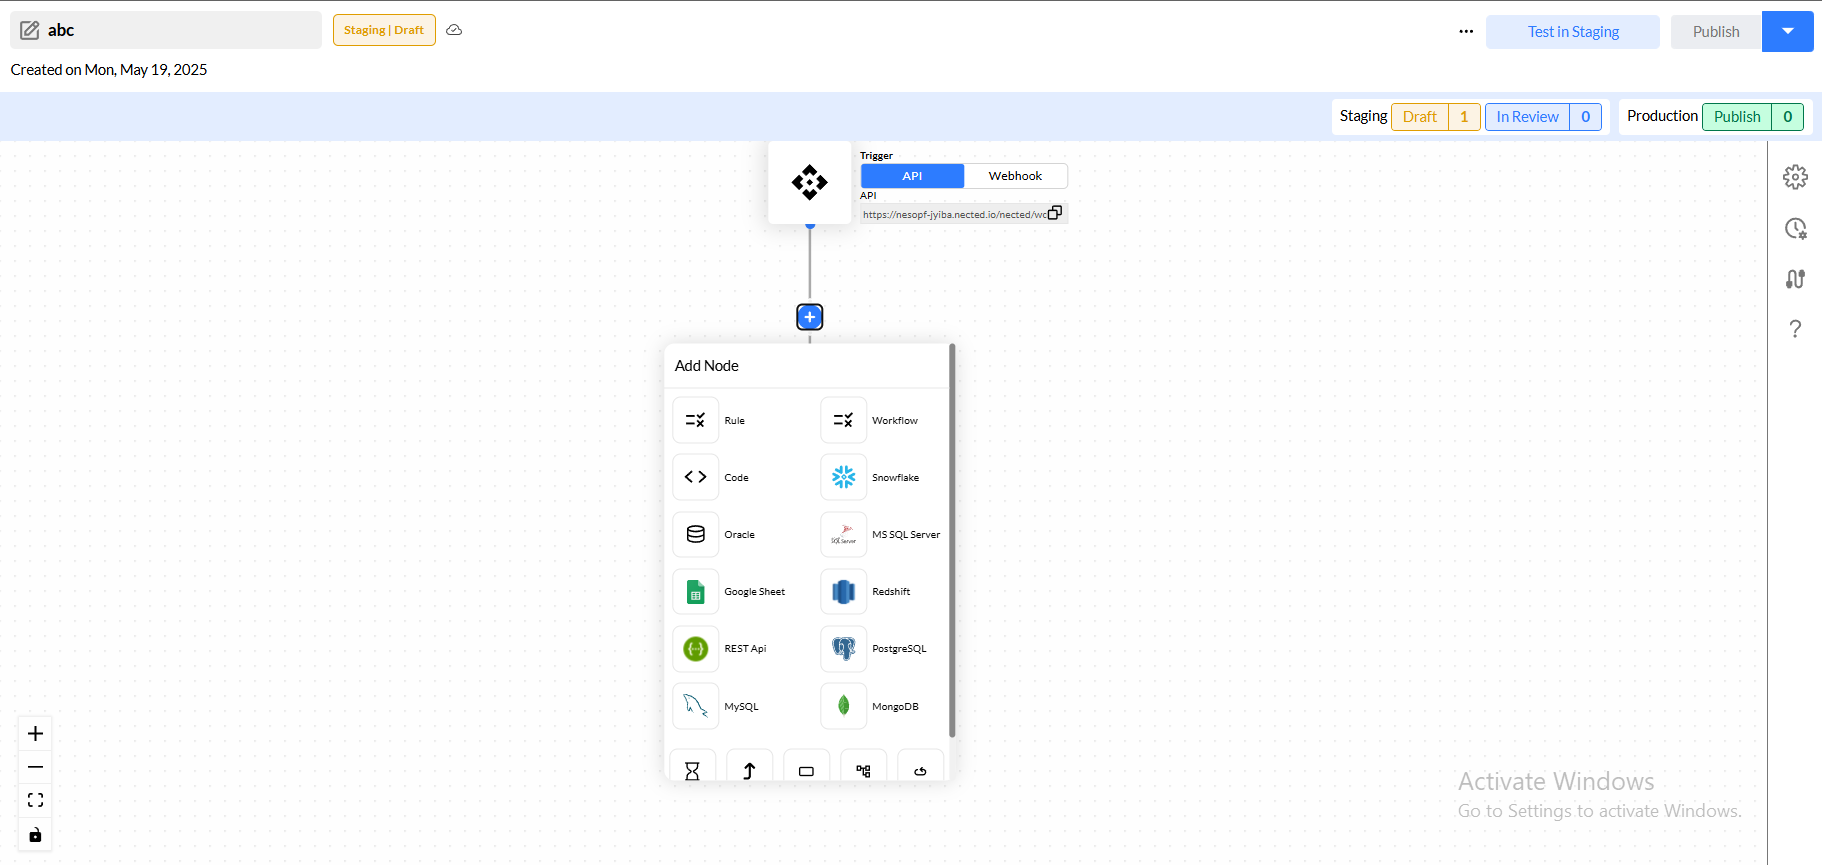 abc
Staging | Draft
Test in Staging
Publish
Created on Mon, May 19, 2025
Staging Draft 1 In Review 0 Production Publish 0
Trigger
API Webhook
API
https://nesopf-jyiba.nected.io/nected/wo
Add Node
Rule Workflow
Code Snowflake
Oracle MS SQL Server
Google Sheet Redshift
REST Api PostgreSQL
MySQL MongoDB
Activate Windows
Go to Settings to activate Windows.